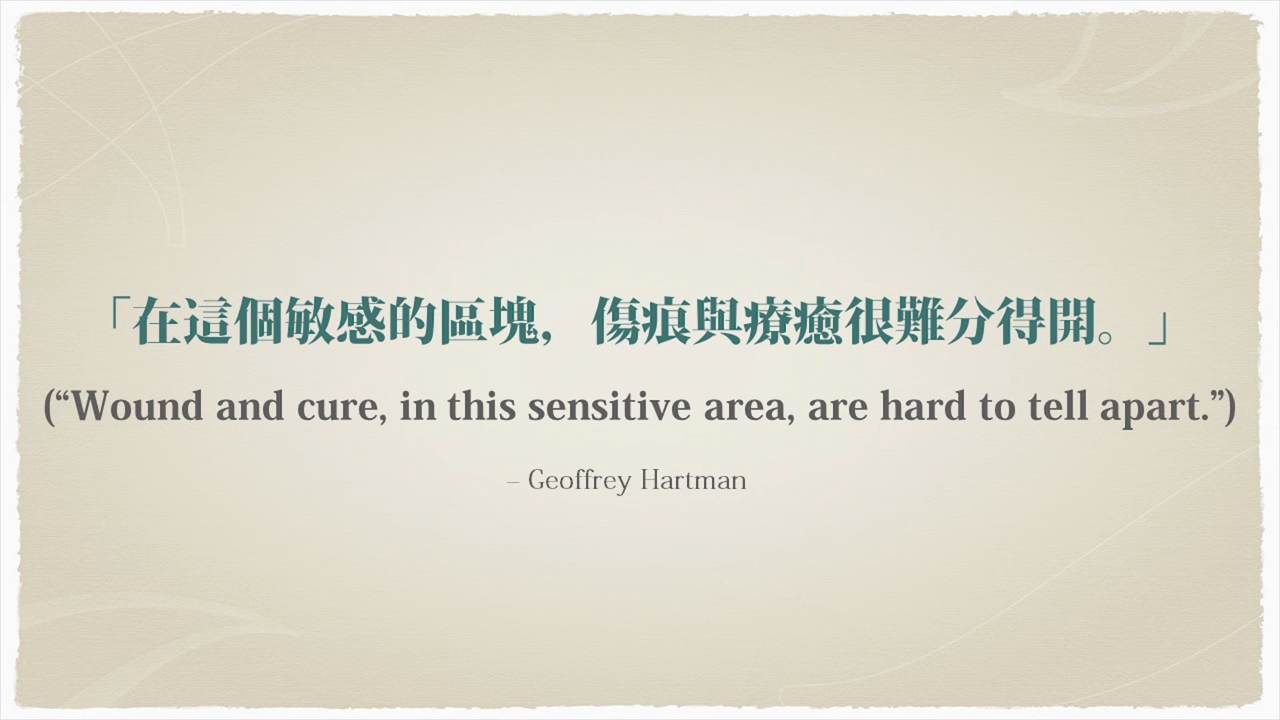 「在這個敏感的區塊，傷痕與療癒很難分得開。」
(“Wound and cure, in this sensitive area, are hard to tell apart.”)
– Geoffrey Hartman